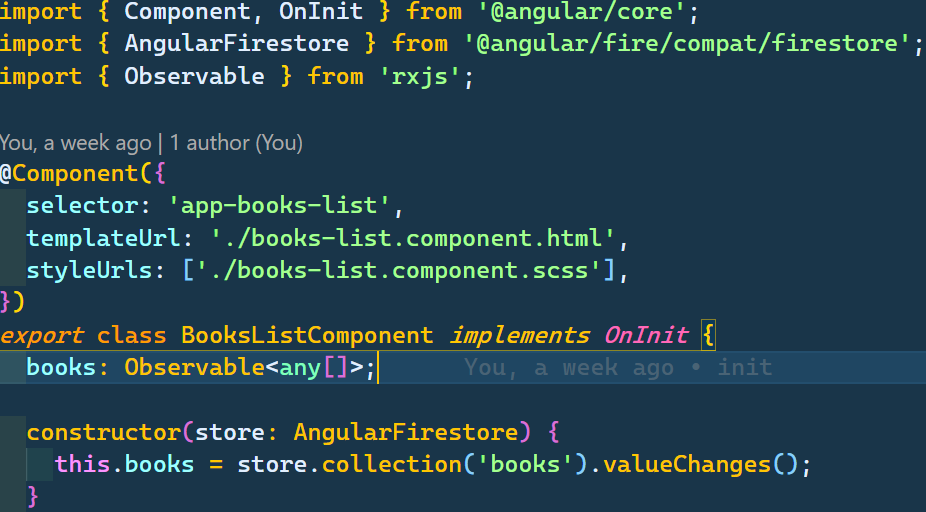 import { Component, OnInit } from '@angular/core';
import { AngularFirestore } from '@angular/fire/compat/firestore';
import { Observable } from 'rxjs';
You, a week ago | 1 author (You)
@Component({
  selector: 'app-books-list',
  templateUrl: './books-list.component.html',
  styleUrls: ['./books-list.component.scss'],
})
export class BooksListComponent implements OnInit {
  books: Observable<any[]>;      You, a week ago • init
  constructor(store: AngularFirestore) {
    this.books = store.collection('books').valueChanges();
  }